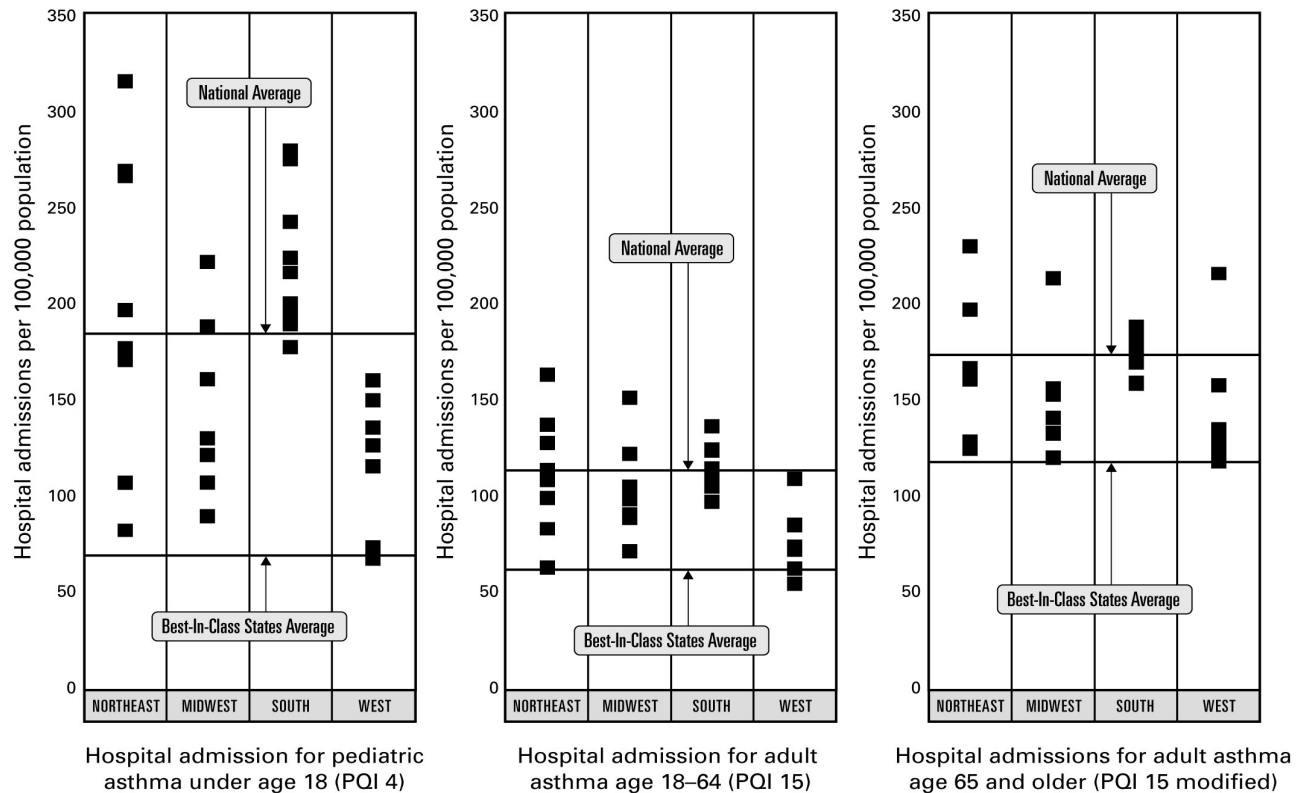 Hospital admissions per 100,000 population
350
300
250
200
150
100
50
0
National Average
Best-In-Class States Average
NORTHEAST
MIDWEST
SOUTH
WEST
Hospital admission for pediatric
asthma under age 18 (PQI 4)
Hospital admissions per 100,000 population
350
300
250
200
150
100
50
0
National Average
Best-In-Class States Average
NORTHEAST
MIDWEST
SOUTH
WEST
Hospital admission for adult
asthma age 18–64 (PQI 15)
Hospital admissions per 100,000 population
350
300
250
200
150
100
50
0
National Average
Best-In-Class States Average
NORTHEAST
MIDWEST
SOUTH
WEST
Hospital admissions for adult asthma
age 65 and older (PQI 15 modified)